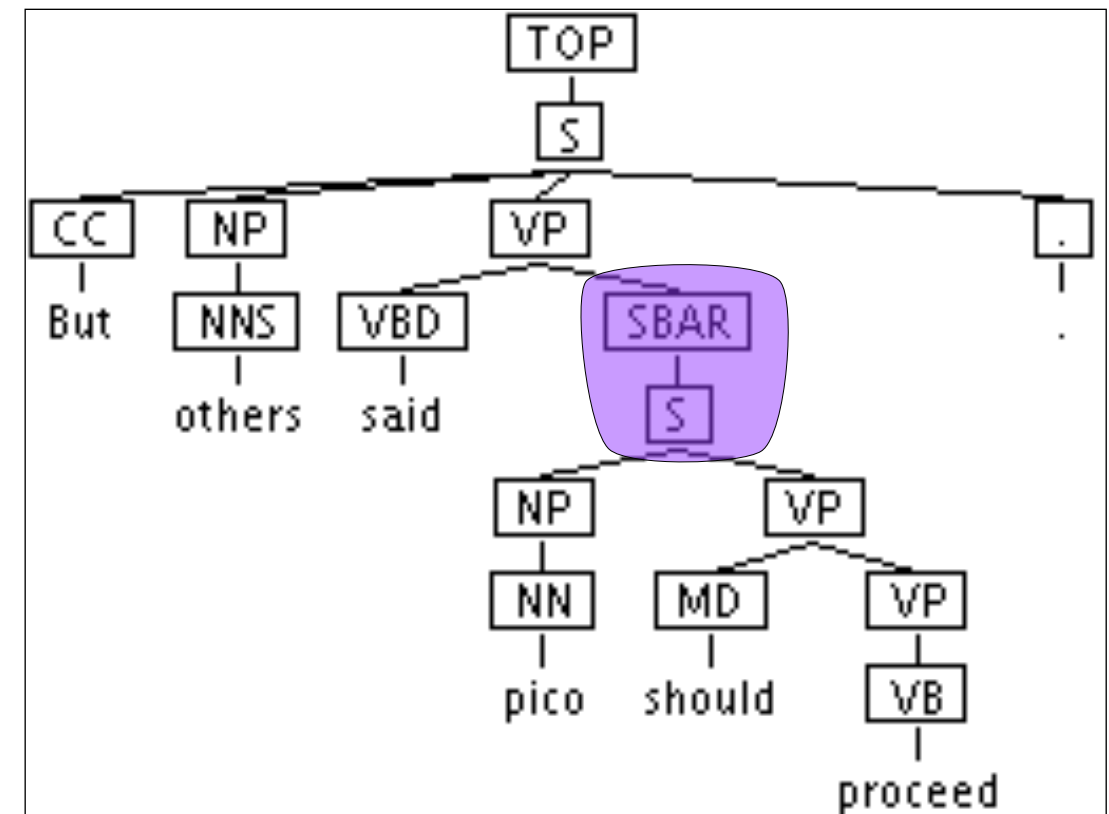 TOP
S
CC NP VP .
But NNS VBD SBAR .
others said S
NP VP
NN MD VP
pico should VB
proceed